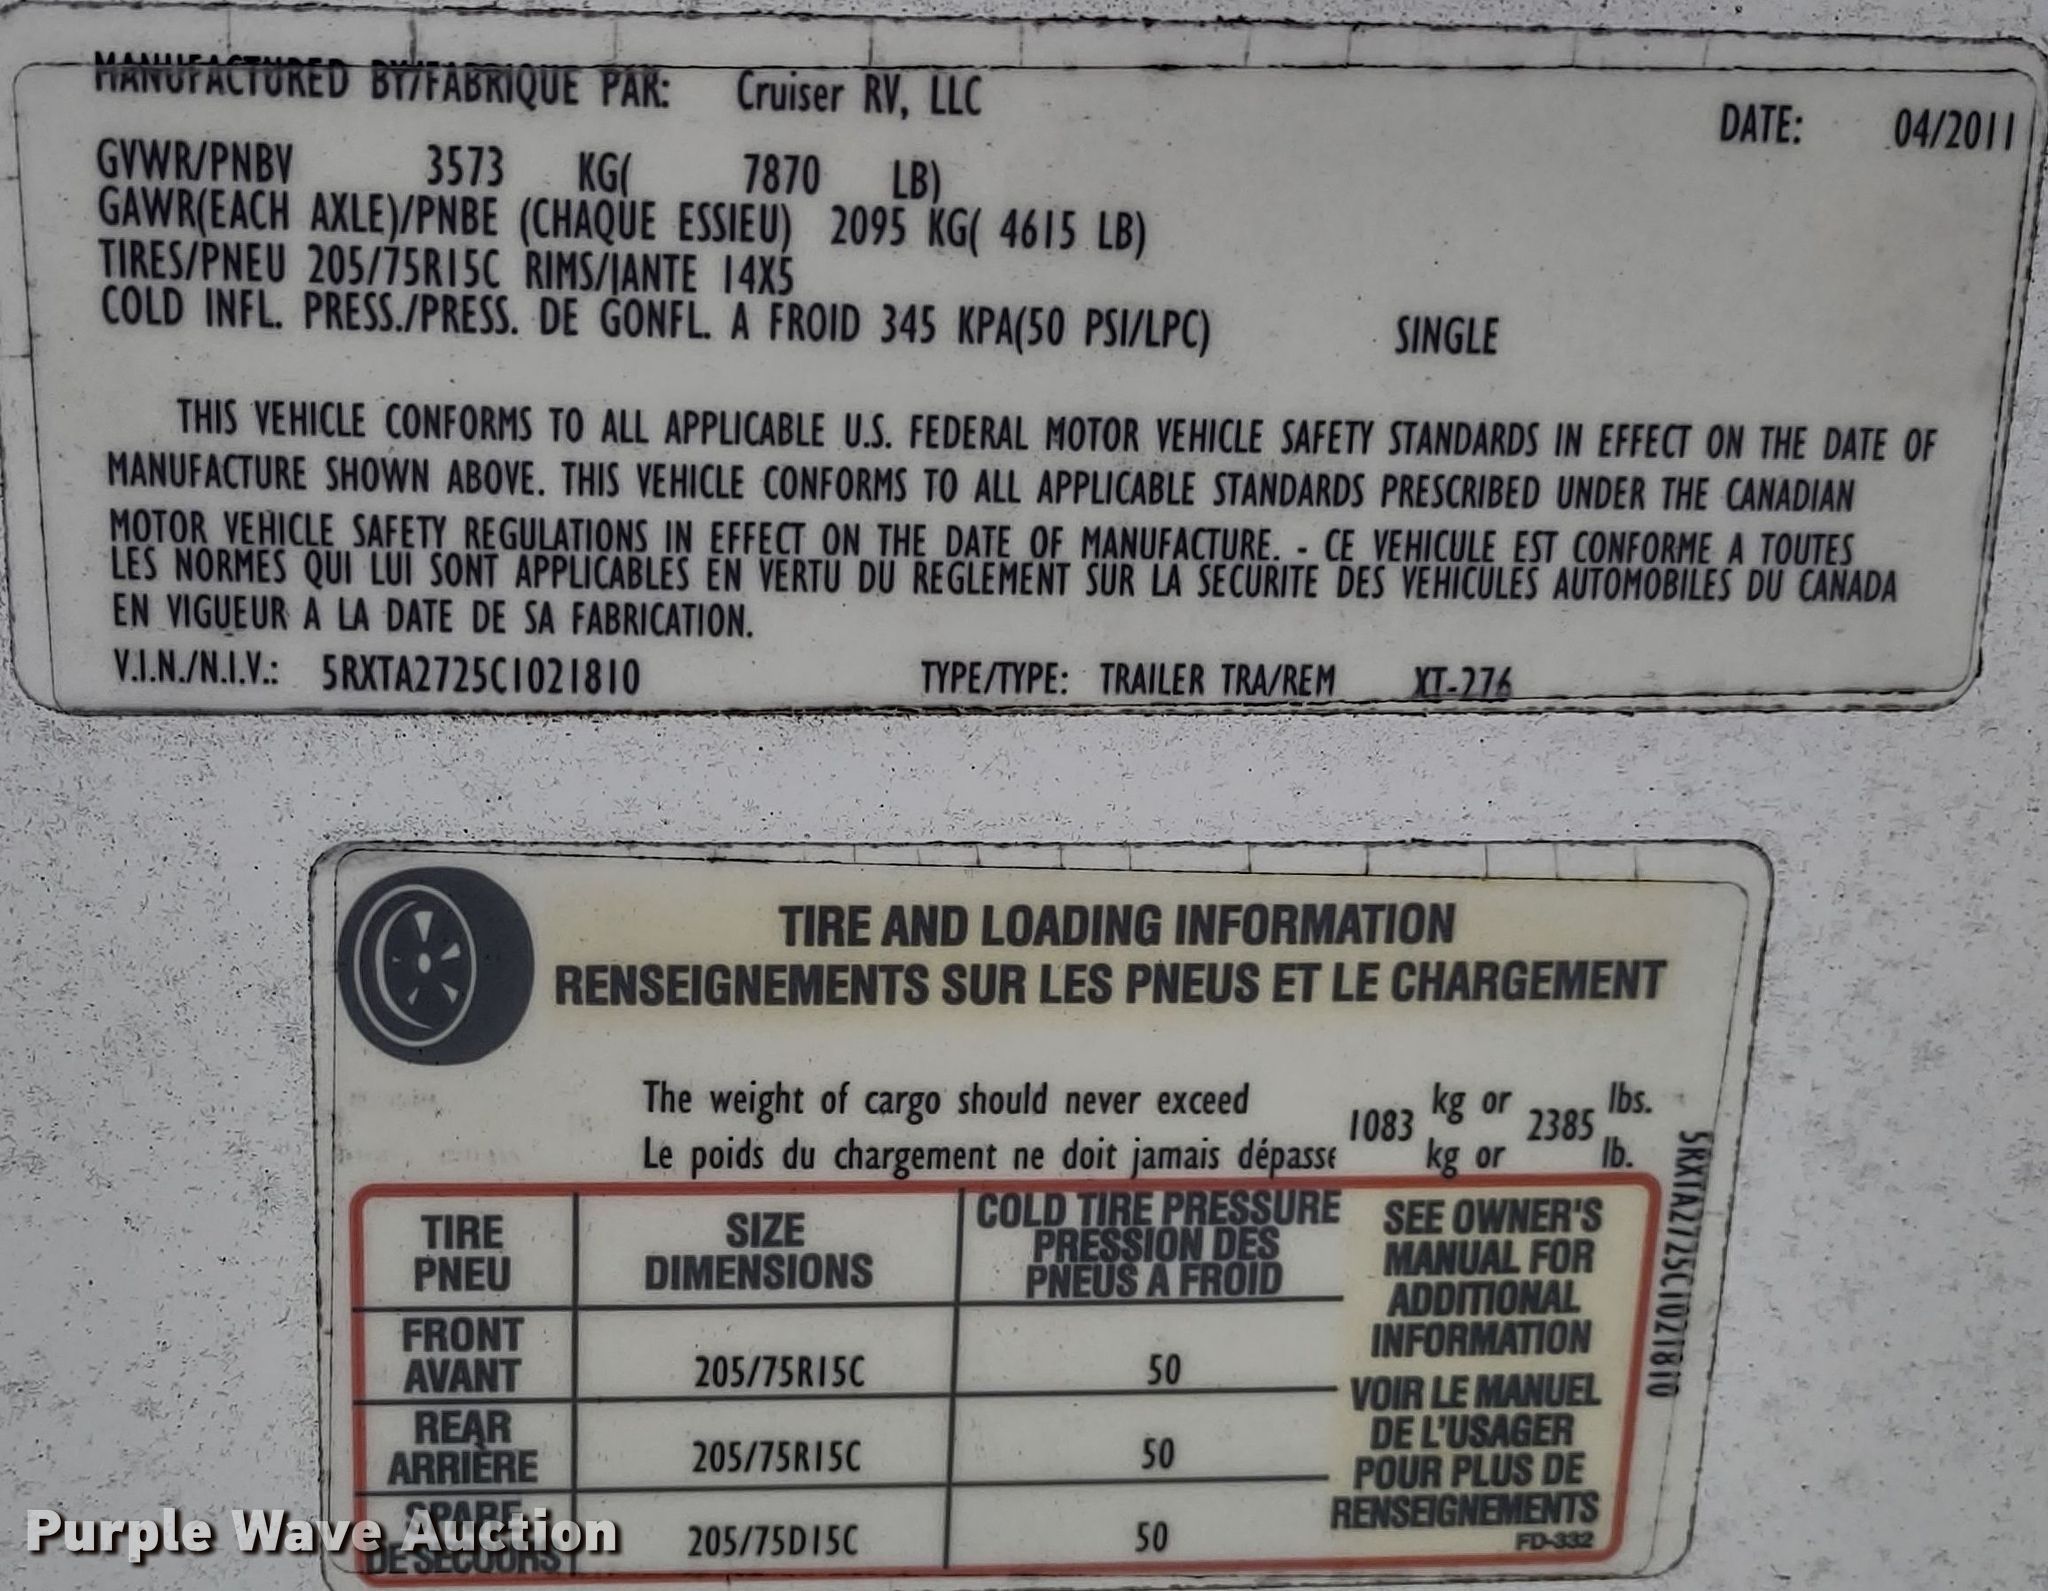 MANUFACTURED BY/FABRIQUE PAR: Cruiser RV, LLC
DATE: 04/2011
GVWR/PNBV 3573 KG( 7870 LB)
GAWR(EACH AXLE)/PNBE (CHAQUE ESSIEU) 2095 KG( 4615 LB)
TIRES/PNEU 205/75R15C RIMS/JANTE 14X5
COLD INFL. PRESS./PRESS. DE GONFL. A FROID 345 KPA(50 PSI/LPC) SINGLE
THIS VEHICLE CONFORMS TO ALL APPLICABLE U.S. FEDERAL MOTOR VEHICLE SAFETY STANDARDS IN EFFECT ON THE DATE OF
MANUFACTURE SHOWN ABOVE. THIS VEHICLE CONFORMS TO ALL APPLICABLE STANDARDS PRESCRIBED UNDER THE CANADIAN
MOTOR VEHICLE SAFETY REGULATIONS IN EFFECT ON THE DATE OF MANUFACTURE. - CE VEHICULE EST CONFORME A TOUTES
LES NORMES QUI LUI SONT APPLICABLES EN VERTU DU REGLEMENT SUR LA SECURITE DES VEHICULES AUTOMOBILES DU CANADA
EN VIGUEUR A LA DATE DE SA FABRICATION.
V.I.N./N.I.V.: 5RXTA2725C1021810 TYPE/TYPE: TRAILER TRA/REM XT-276
TIRE AND LOADING INFORMATION
RENSEIGNEMENTS SUR LES PNEUS ET LE CHARGEMENT
The weight of cargo should never exceed 1083 kg or 2385 lbs.
Le poids du chargement ne doit jamais dépasse kg or lb.
TIRE
PNEU
SIZE
DIMENSIONS
COLD TIRE PRESSURE
PRESSION DES
PNEUS A FROID
FRONT
AVANT
205/75R15C
50
REAR
ARRIÈRE
205/75R15C
50
SPARE
DE SECOURS
205/75D15C
50
SEE OWNER'S
MANUAL FOR
ADDITIONAL
INFORMATION
VOIR LE MANUEL
DE L'USAGER
POUR PLUS DE
RENSEIGNEMENTS
FD-332
5RXTA2725C1021810
Purple Wave Auction